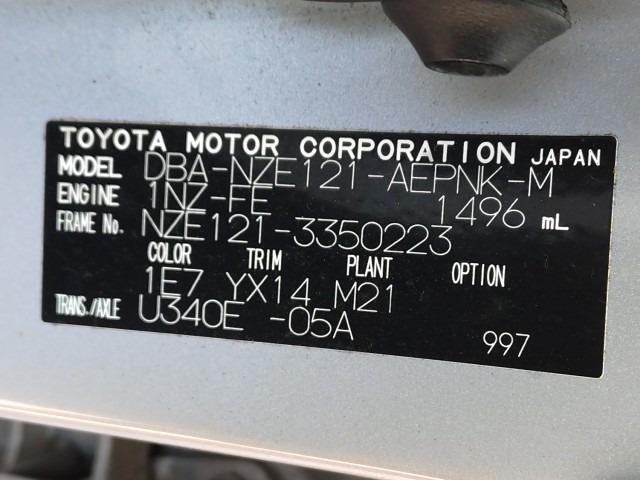 TOYOTA MOTOR CORPORATION JAPAN
MODEL DBA-NZE121-AEPNK-M
ENGINE 1NZ-FE 1496 mL
FRAME No. NZE121-3350223
COLOR TRIM PLANT OPTION
1E7 YX14 M21
TRANS./AXLE U340E -05A
997